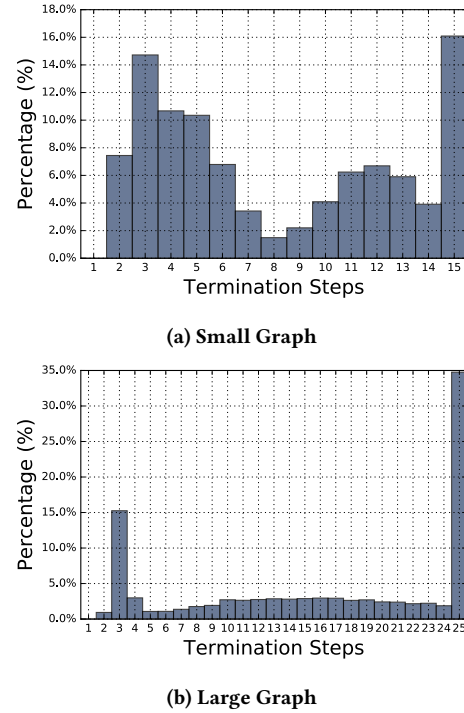 18.0%
16.0%
14.0%
12.0%
10.0%
8.0%
6.0%
4.0%
2.0%
0.0%
Percentage (%)
1 2 3 4 5 6 7 8 9 10 11 12 13 14 15
Termination Steps
(a) Small Graph
35.0%
30.0%
25.0%
20.0%
15.0%
10.0%
5.0%
0.0%
Percentage (%)
1 2 3 4 5 6 7 8 9 10 11 12 13 14 15 16 17 18 19 20 21 22 23 24 25
Termination Steps
(b) Large Graph